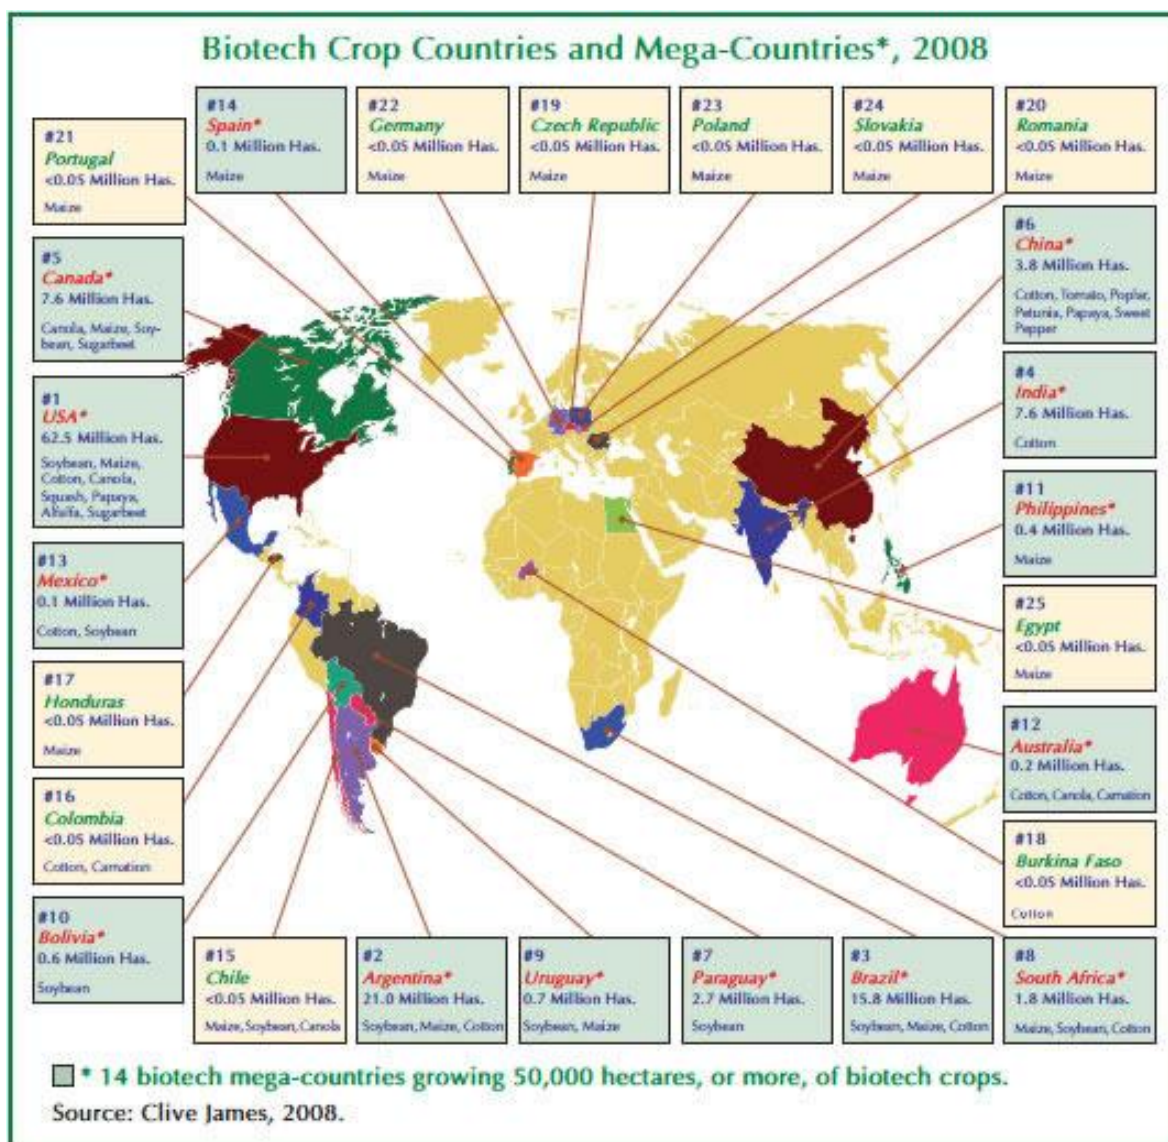 Biotech Crop Countries and Mega-Countries*, 2008
#14
Spain*
0.1 Million Has.
Maize
#22
Germany
<0.05 Million Has.
Maize
#19
Czech Republic
<0.05 Million Has.
Maize
#23
Poland
<0.05 Million Has.
Maize
#24
Slovakia
<0.05 Million Has.
Maize
#20
Romania
<0.05 Million Has.
Maize
#21
Portugal
<0.05 Million Has.
Maize
#5
Canada*
7.6 Million Has.
Canola, Maize, Soy-
bean, Sugarbeet
#1
USA*
62.5 Million Has.
Soybean, Maize,
Cotton, Canola,
Squash, Papaya,
Alfalfa, Sugarbeet
#13
Mexico*
0.1 Million Has.
Cotton, Soybean
#17
Honduras
<0.05 Million Has.
Maize
#16
Colombia
<0.05 Million Has.
Cotton, Carnation
#10
Bolivia*
0.6 Million Has.
Soybean
#6
China*
3.8 Million Has.
Cotton, Tomato, Poplar,
Petunia, Papaya, Sweet
Pepper
#4
India*
7.6 Million Has.
Cotton
#11
Philippines*
0.4 Million Has.
Maize
#25
Egypt
<0.05 Million Has.
Maize
#12
Australia*
0.2 Million Has.
Cotton, Canola, Carnation
#18
Burkina Faso
<0.05 Million Has.
Cotton
#15
Chile
<0.05 Million Has.
Maize, Soybean, Canola
#2
Argentina*
21.0 Million Has.
Soybean, Maize, Cotton
#9
Uruguay*
0.7 Million Has.
Soybean, Maize
#7
Paraguay*
2.7 Million Has.
Soybean
#3
Brazil*
15.8 Million Has.
Soybean, Maize, Cotton
#8
South Africa*
1.8 Million Has.
Maize, Soybean, Cotton
* 14 biotech mega-countries growing 50,000 hectares, or more, of biotech crops.
Source: Clive James, 2008.